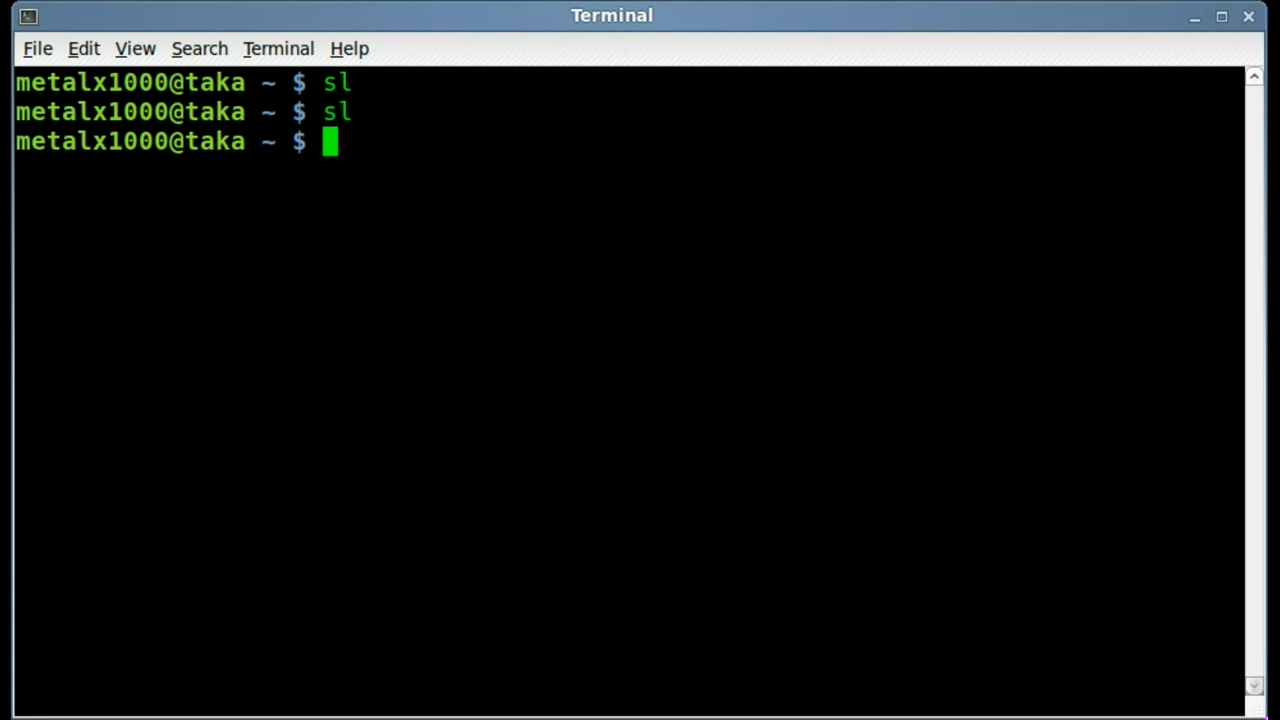 Terminal
File Edit View Search Terminal Help
metalx1000@taka ~ $ sl
metalx1000@taka ~ $ sl
metalx1000@taka ~ $